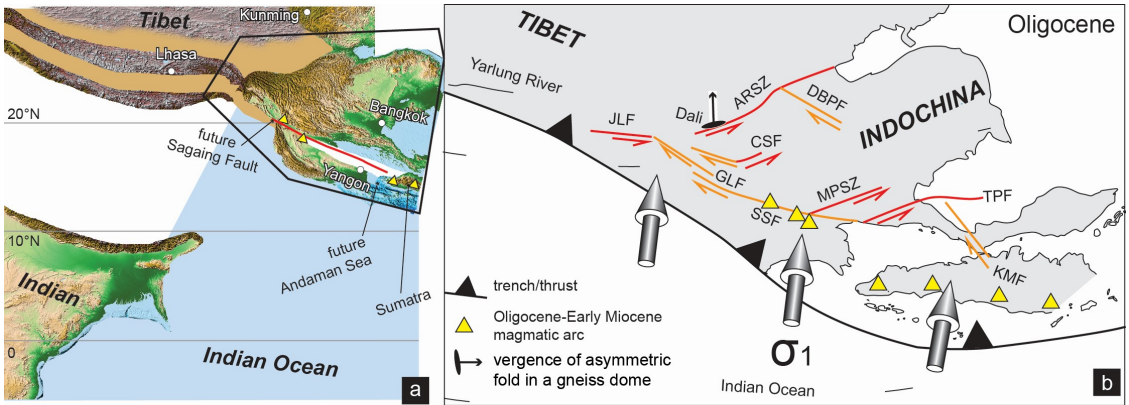 Tibet
Kunming
Lhasa
20°N
Bangkok
future
Sagaing Fault
Yangon
10°N
future
Andaman Sea
Sumatra
Indian
0
Indian Ocean
a
TIBET
Oligocene
Yarlung River
JLF
Dali
ARSZ
DBPF
INDOCHINA
CSF
GLF
MPSZ
SSF
TPF
KMF
trench/thrust
Oligocene-Early Miocene
magmatic arc
vergence of asymmetric
fold in a gneiss dome
σ1
Indian Ocean
b